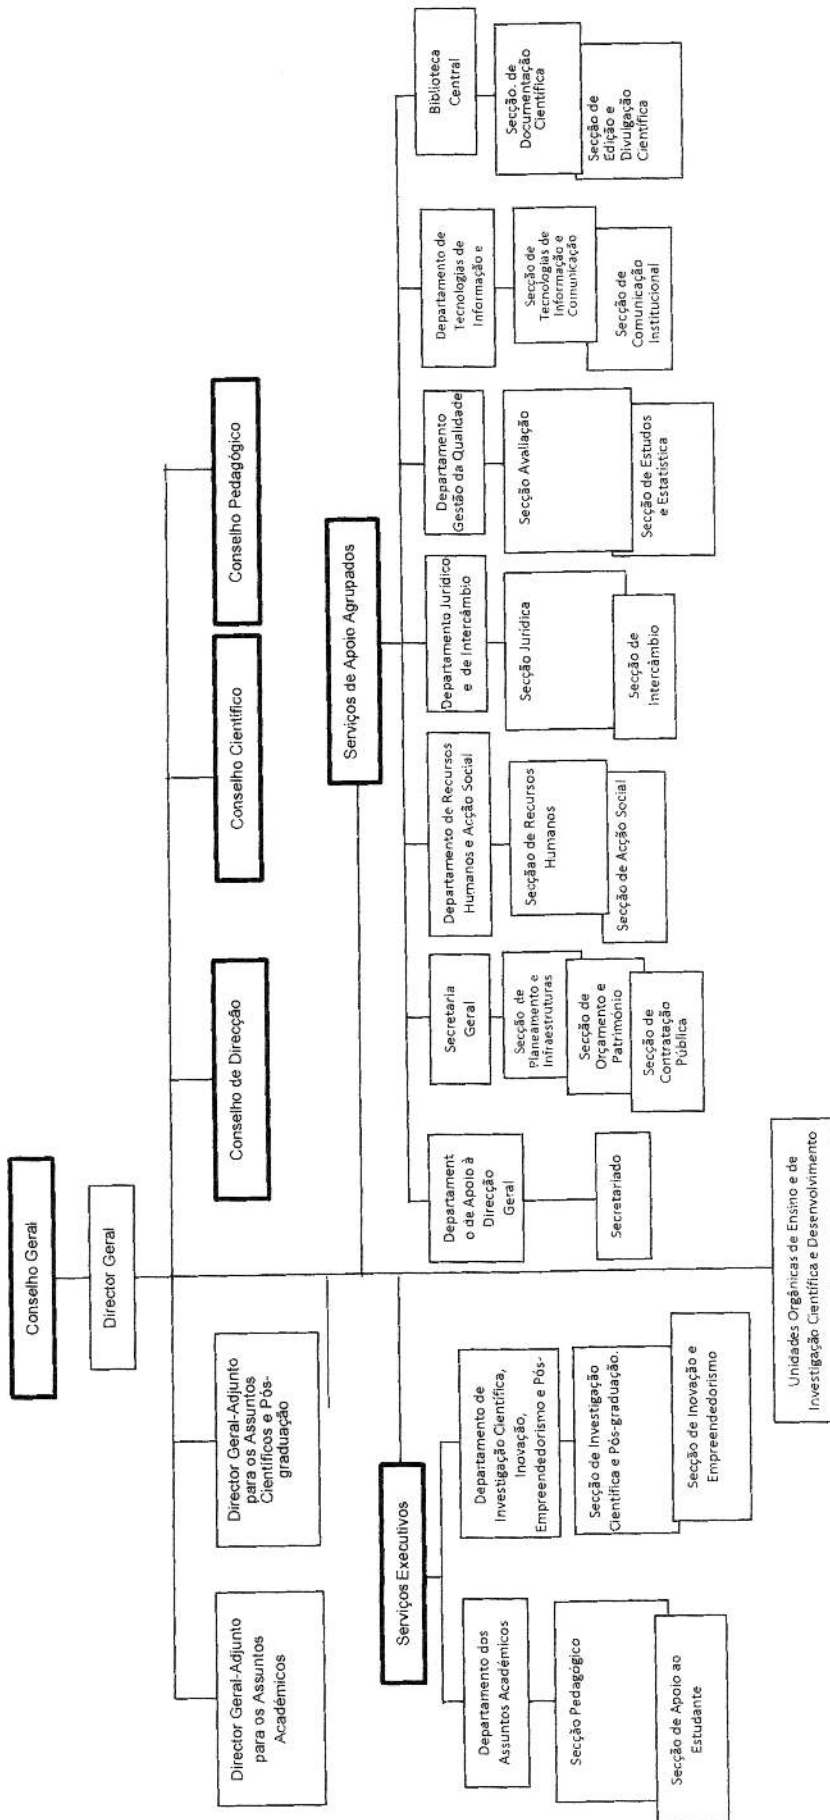 Conselho Geral
Director Geral
Director Geral-Adjunto
para os Assuntos
Académicos
Director Geral-Adjunto
para os Assuntos
Científicos e Pós-
graduação
Conselho de Direcção
Conselho Científico
Conselho Pedagógico
Serviços Executivos
Departamento dos
Assuntos Académicos
Secção Pedagógico
Secção de Apoio ao
Estudante
Departamento de
Investigação Científica,
Inovação,
Empreendedorismo e Pós-
Secção de Investigação
Científica e Pós-graduação.
Secção de Inovação e
Empreendedorismo
Serviços de Apoio Agrupados
Departament
o de Apoio à
Direcção
Geral
Secretariado
Secretaria
Geral
Secção de
Planeamento e
Infraestruturas
Secção de
Orçamento e
Património
Secção de
Contratação
Pública
Departamento de Recursos
Humanos e Acção Social
Secçãao de Recursos
Humanos
Secção de Acção Social
Departamento Jurídico
e de Intercâmbio
Secção Jurídica
Secção de
Intercâmbio
Departamento
Gestão da Qualidade
Secção Avaliação
Secção de Estudos
e Estatística
Departamento de
Tecnologias de
Informação e
Secção de
Tecnologias de
Informação e
Comunicação
Secção de
Comunicação
Institucional
Biblioteca
Central
Secção. de
Documentação
Científica
Secção de
Edição e
Divulgação
Científica
Unidades Orgânicas de Ensino e de
Investigação Científica e Desenvolvimento